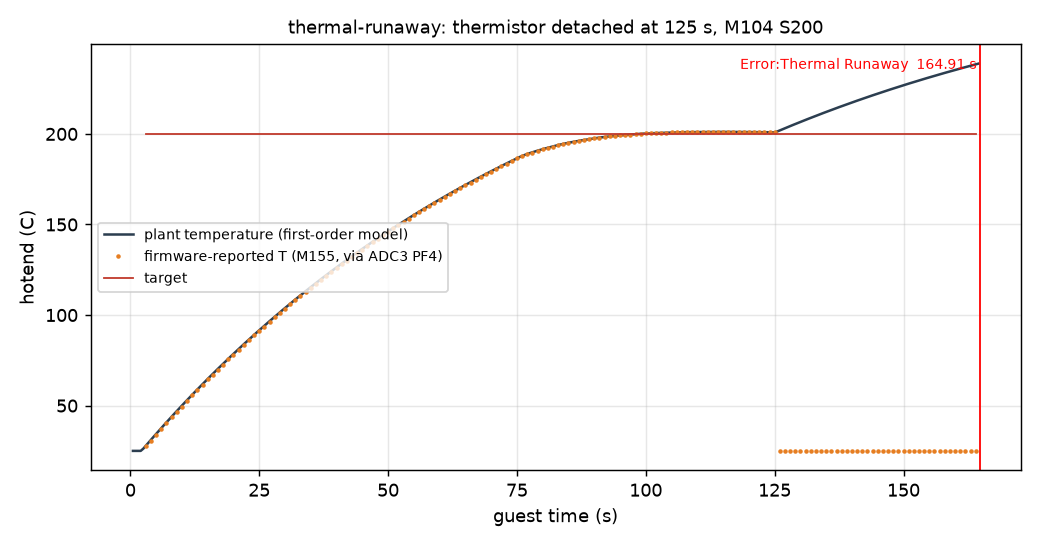 thermal-runaway: thermistor detached at 125 s, M104 S200
Error:Thermal Runaway 164.91 s
hotend (C)
200
150
100
50
plant temperature (first-order model)
firmware-reported T (M155, via ADC3 PF4)
target
0 25 50 75 100 125 150
guest time (s)